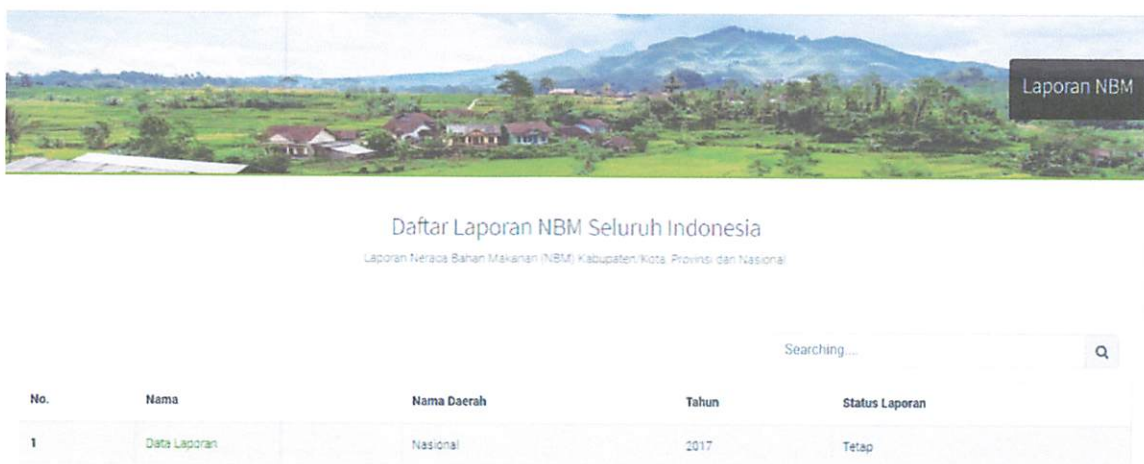 Laporan NBM
Daftar Laporan NBM Seluruh Indonesia
Laporan Neraca Bahan Makanan (NBM) Kabupaten/Kota, Provinsi dan Nasional
Searching....
No. Nama Nama Daerah Tahun Status Laporan
1 Data Laporan Nasional 2017 Tetap